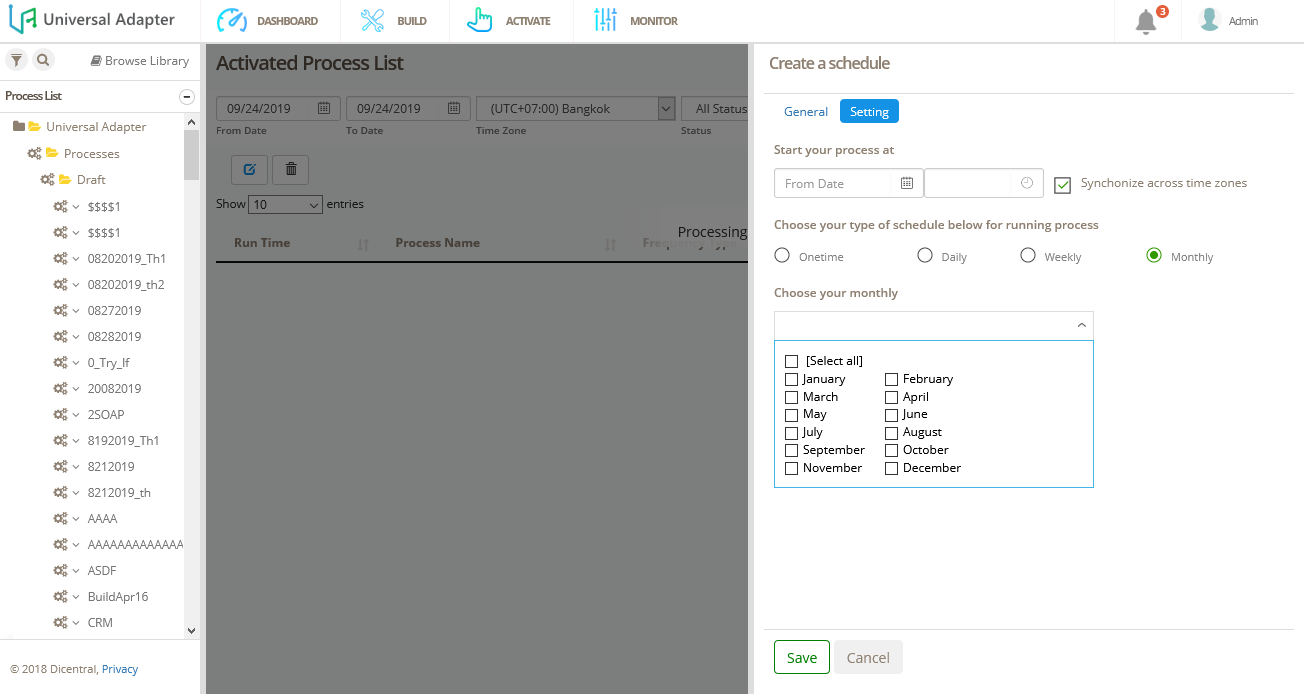 Universal Adapter
DASHBOARD
BUILD
ACTIVATE
MONITOR
3
Admin
Browse Library
Process List
Universal Adapter
Processes
Draft
$$$$1
$$$$1
08202019_Th1
08202019_th2
08272019
08282019
0_Try_If
20082019
2SOAP
8192019_Th1
8212019
8212019_th
AAAA
AAAAAAAAAAAAA
ASDF
BuildApr16
CRM
© 2018 Dicentral, Privacy
Activated Process List
09/24/2019
09/24/2019
(UTC+07:00) Bangkok
All Status
From Date
To Date
Time Zone
Status
Show 10 entries
Processing
Run Time
Process Name
Frequency Type
Create a schedule
General
Setting
Start your process at
From Date
Synchonize across time zones
Choose your type of schedule below for running process
Onetime
Daily
Weekly
Monthly
Choose your monthly
[Select all]
January
February
March
April
May
June
July
August
September
October
November
December
Save
Cancel